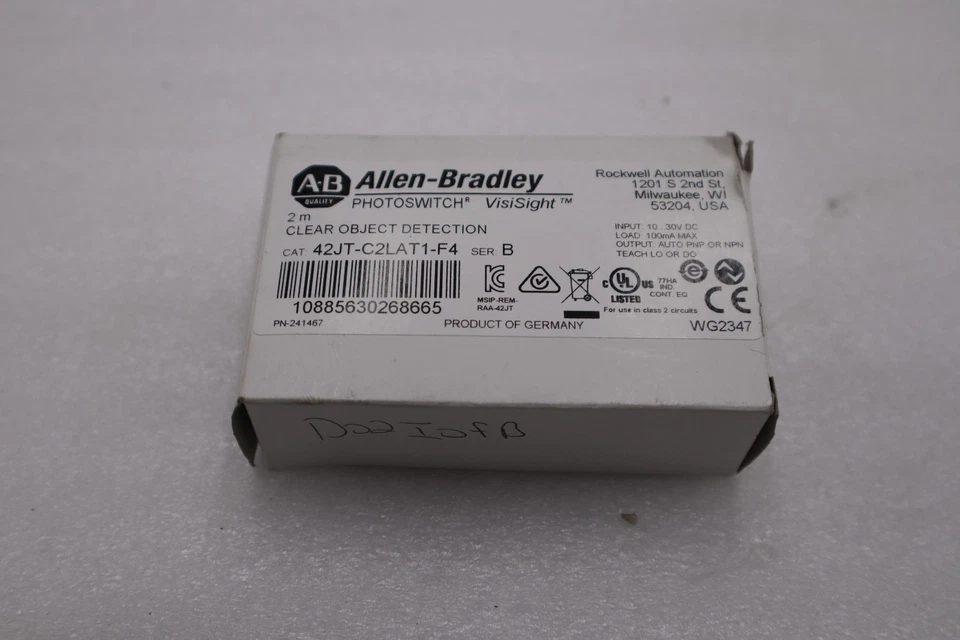 A·B
QUALITY
Allen-Bradley
PHOTOSWITCH® VisiSight™
2 m
CLEAR OBJECT DETECTION
CAT. 42JT-C2LAT1-F4 SER. B
10885630268665
PN-241467
MSIP-REM-
RAA-42JT
PRODUCT OF GERMANY
Rockwell Automation
1201 S 2nd St,
Milwaukee, WI
53204, USA
INPUT: 10...30V DC
LOAD: 100mA MAX
OUTPUT: AUTO PNP OR NPN
TEACH LO OR DO
C UL US
LISTED
77HA
IND.
CONT. EQ
For use in class 2 circuits
CE
WG2347